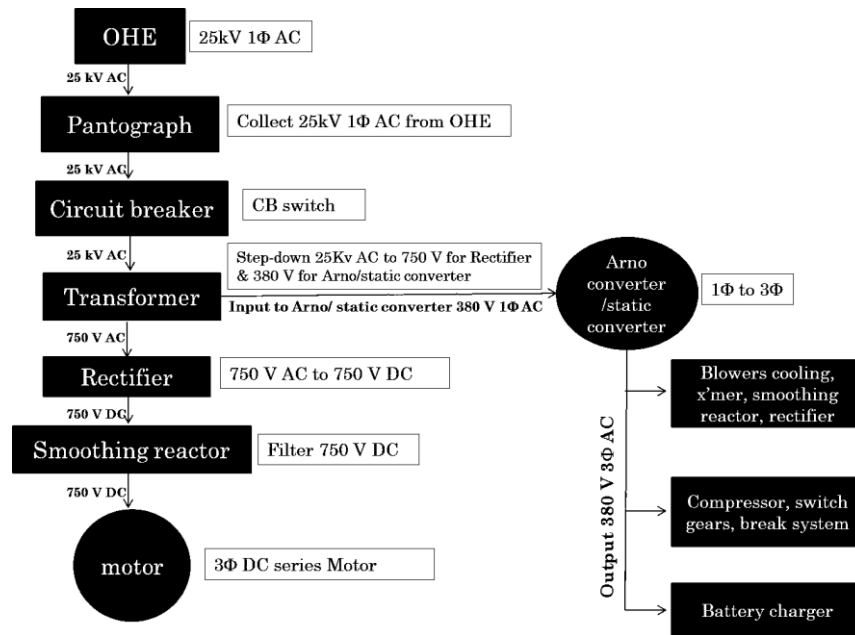 OHE
25kV 1Φ AC
25 kV AC
Pantograph
Collect 25kV 1Φ AC from OHE
25 kV AC
Circuit breaker
CB switch
25 kV AC
Step-down 25Kv AC to 750 V for Rectifier
& 380 V for Arno/static converter
Transformer
Input to Arno/ static converter 380 V 1Φ AC
Arno
converter
/static
converter
1Φ to 3Φ
750 V AC
Rectifier
750 V AC to 750 V DC
750 V DC
Smoothing reactor
Filter 750 V DC
750 V DC
motor
3Φ DC series Motor
Output 380 V 3Φ AC
Blowers cooling,
x'mer, smoothing
reactor, rectifier
Compressor, switch
gears, break system
Battery charger